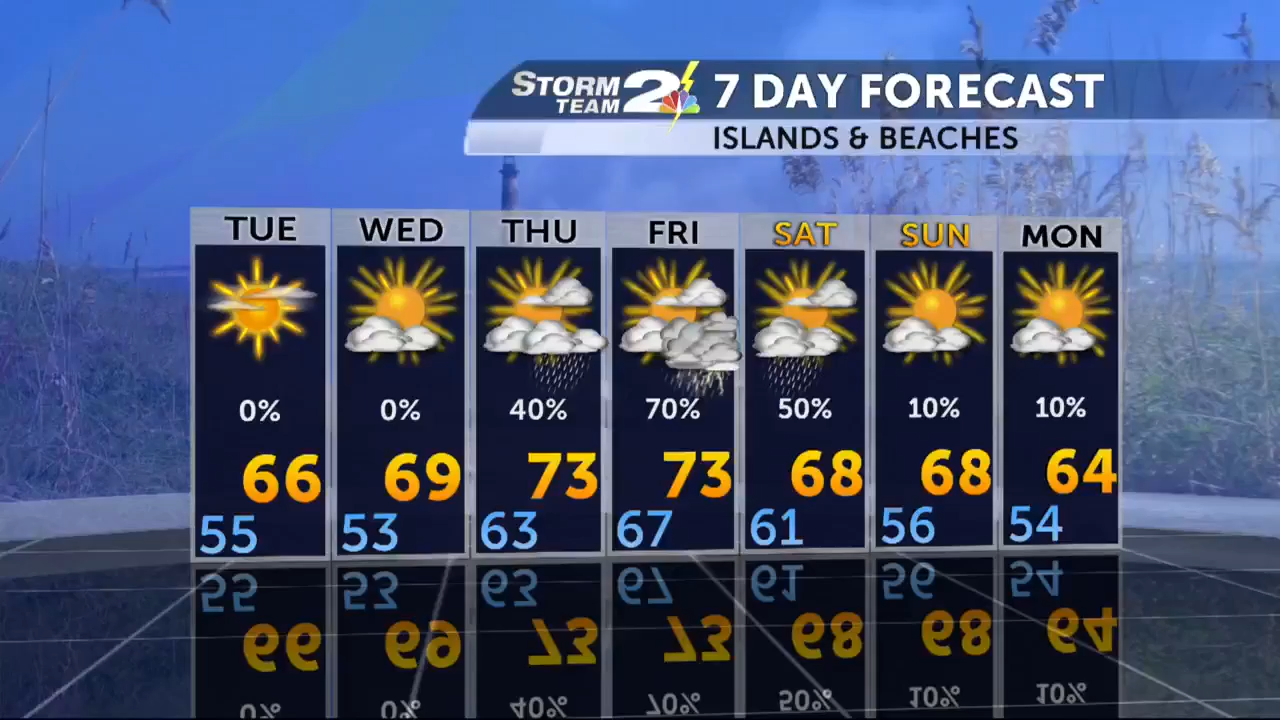 STORM TEAM 2 7 DAY FORECAST
ISLANDS & BEACHES
TUE WED THU FRI SAT SUN MON
0% 0% 40% 70% 50% 10% 10%
66 69 73 73 68 68 64
55 53 63 67 61 56 54